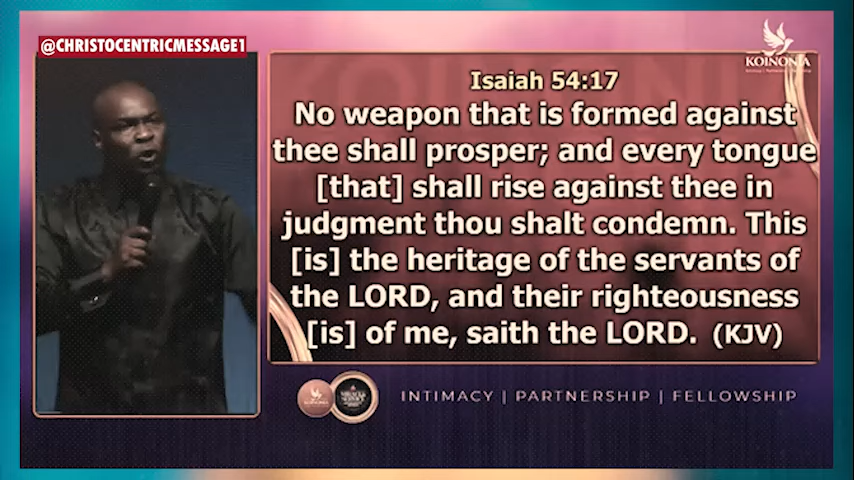 @CHRISTOCENTRICMESSAGE1
KOINONIA
Isaiah 54:17
No weapon that is formed against
thee shall prosper; and every tongue
[that] shall rise against thee in
judgment thou shalt condemn. This
[is] the heritage of the servants of
the LORD, and their righteousness
[is] of me, saith the LORD. (KJV)
INTIMACY | PARTNERSHIP | FELLOWSHIP